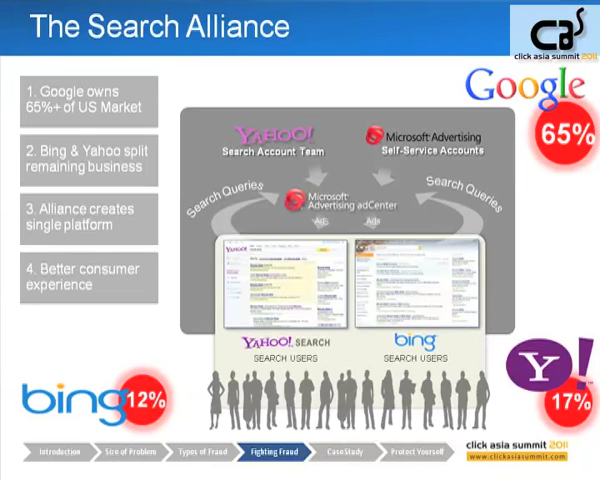 The Search Alliance
cas
click asia summit 2011
1. Google owns
65%+ of US Market
2. Bing & Yahoo split
remaining business
3. Alliance creates
single platform
4. Better consumer
experience
Google
65%
YAHOO!
Search Account Team
Microsoft Advertising
Self-Service Accounts
Search Queries
Microsoft
Advertising adCenter
Search Queries
Ads
Ads
YAHOO!
bing
YAHOO! SEARCH
SEARCH USERS
bing
SEARCH USERS
bing
12%
Y!
17%
Introduction
Size of Problem
Types of Fraud
Fighting Fraud
Case Study
Protect Yourself
click asia summit 2011
www.clickasiasummit.com